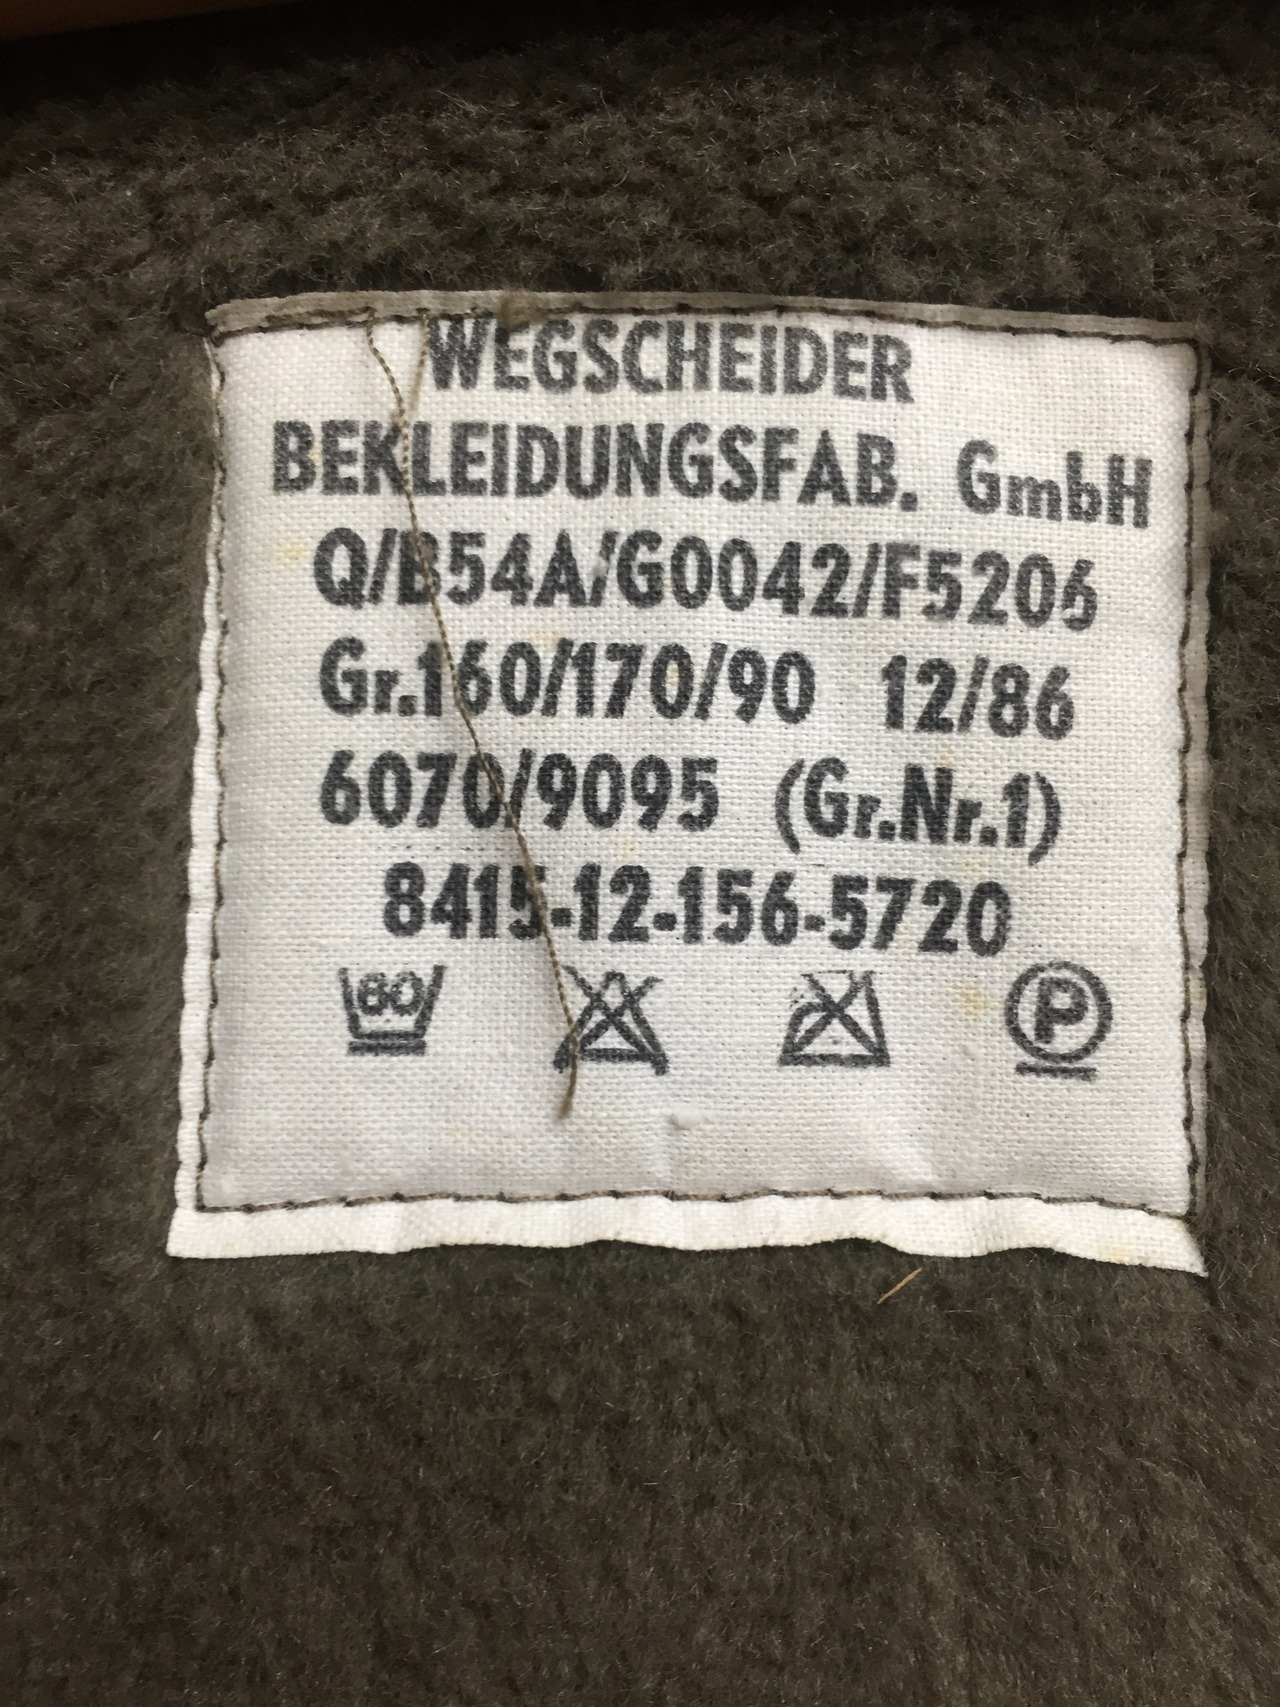 WEGSCHEIDER
BEKLEIDUNGSFAB. GmbH
Q/B54A/G0042/F5206
Gr.160/170/90 12/86
6070/9095 (Gr.Nr.1)
8415-12-156-5720
60 P